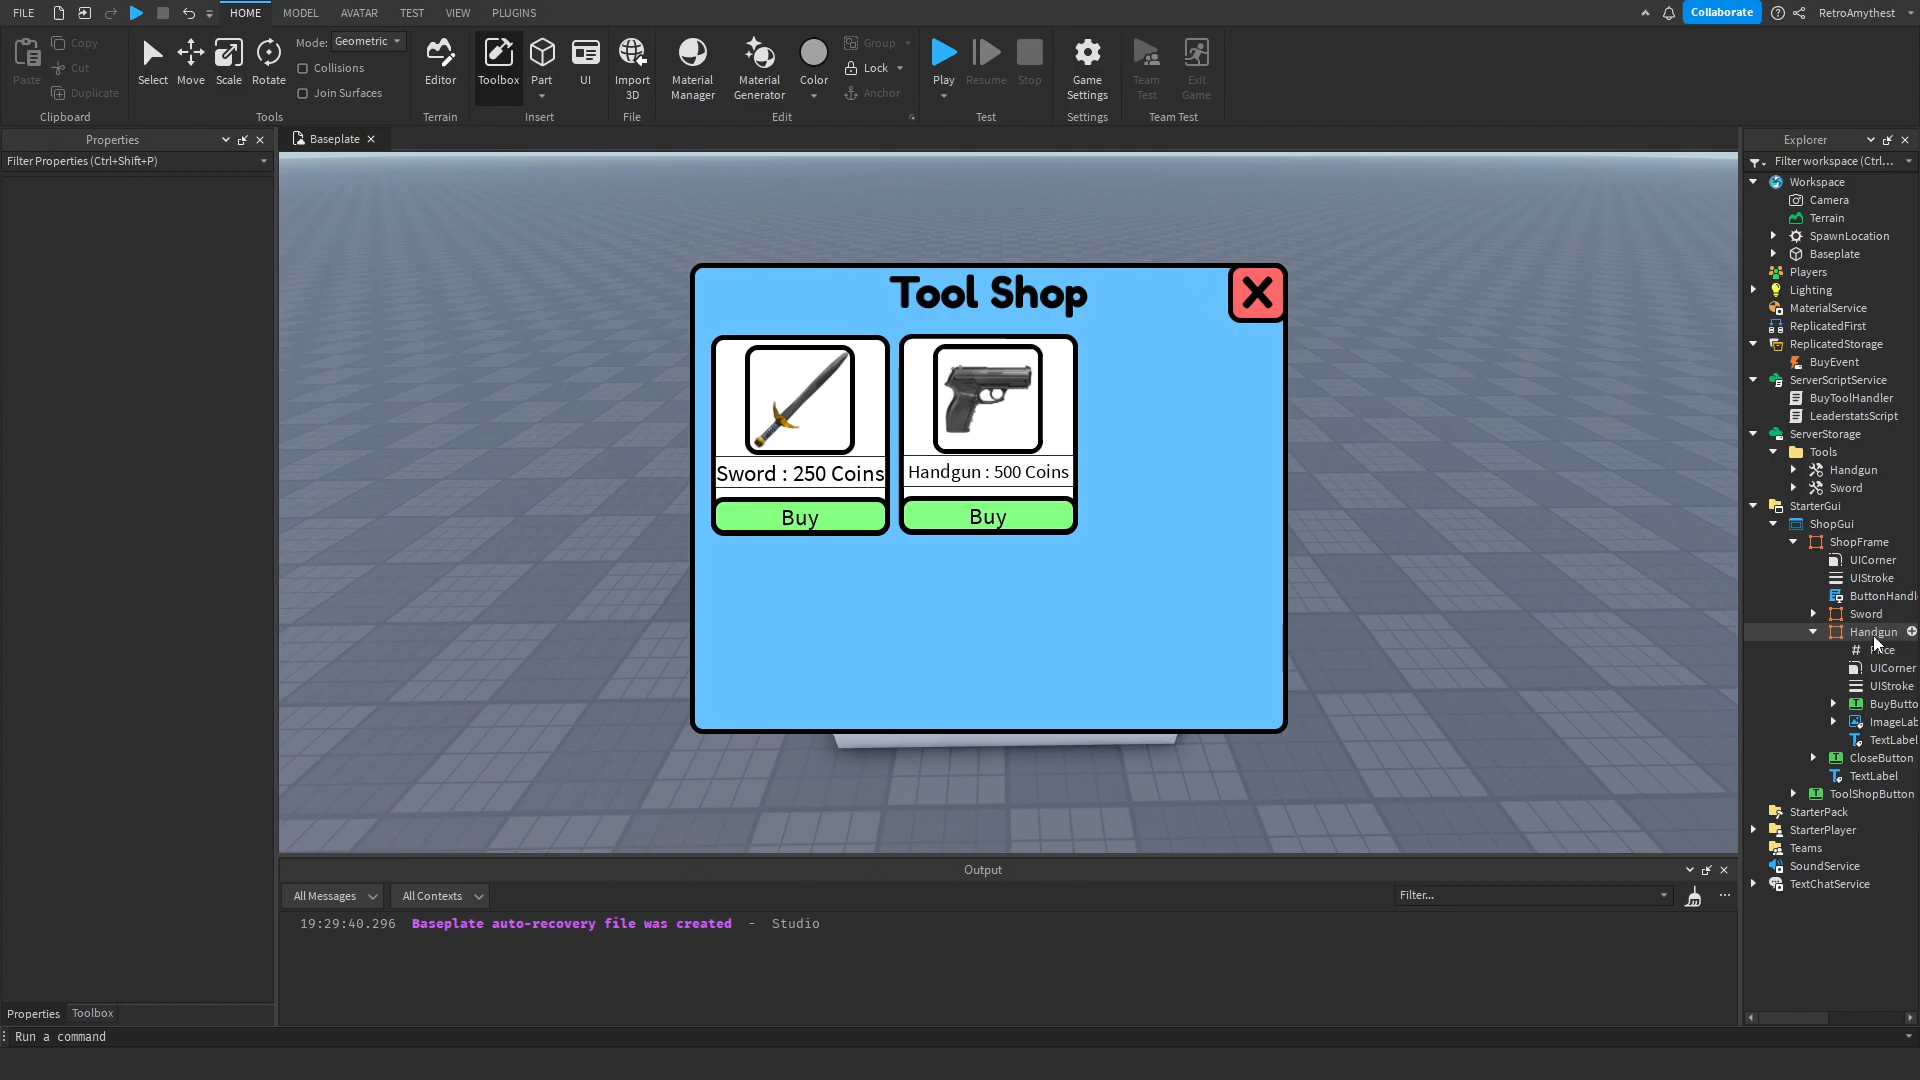 FILE HOME MODEL AVATAR TEST VIEW PLUGINS Collaborate RetroAmythest
Paste Copy Cut Duplicate Clipboard
Select Move Scale Rotate Mode: Geometric Collisions Join Surfaces Tools
Editor Terrain
Toolbox Part UI Insert
Import 3D File
Material Manager Material Generator Color Group Lock Anchor Edit
Play Resume Stop Test
Game Settings Settings
Team Test Exit Game Team Test
Properties
Filter Properties (Ctrl+Shift+P)
Baseplate
Tool Shop
X
Sword : 250 Coins
Buy
Handgun : 500 Coins
Buy
Explorer
Filter workspace (Ctrl...
Workspace
Camera
Terrain
SpawnLocation
Baseplate
Players
Lighting
MaterialService
ReplicatedFirst
ReplicatedStorage
BuyEvent
ServerScriptService
BuyToolHandler
LeaderstatsScript
ServerStorage
Tools
Handgun
Sword
StarterGui
ShopGui
ShopFrame
UICorner
UIStroke
ButtonHandl
Sword
Handgun
UICorner
UIStroke
BuyButto
ImageLab
TextLabel
CloseButton
TextLabel
ToolShopButton
StarterPack
StarterPlayer
Teams
SoundService
TextChatService
Output
All Messages All Contexts Filter...
19:29:40.296 Baseplate auto-recovery file was created - Studio
Properties Toolbox
Run a command